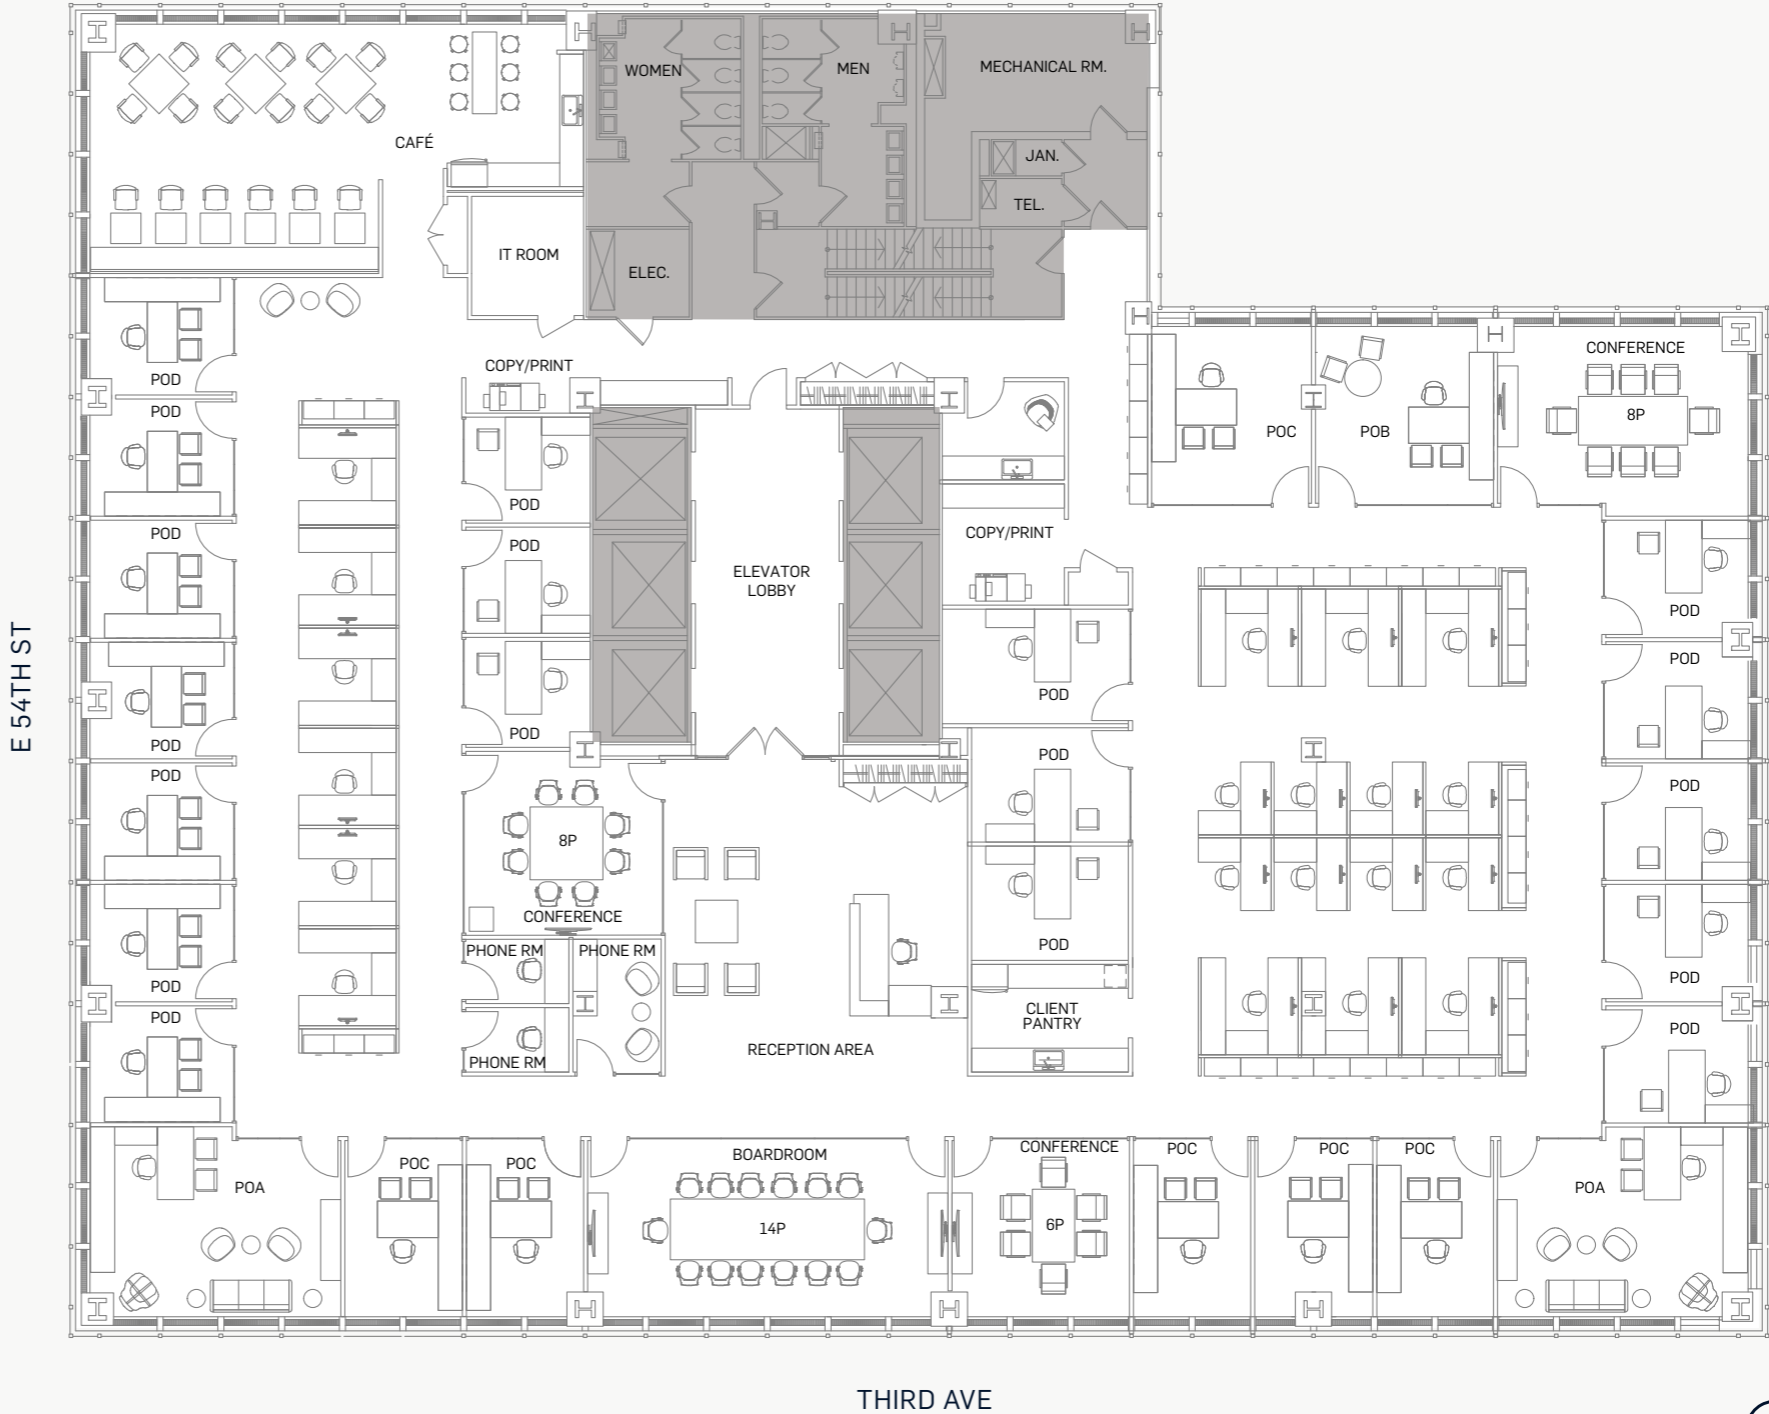 WOMEN
MEN
MECHANICAL RM.
CAFÉ
JAN.
TEL.
IT ROOM
ELEC.
COPY/PRINT
CONFERENCE
8P
POD
POC
POB
POD
POD
COPY/PRINT
POD
POD
ELEVATOR
LOBBY
POD
POD
POD
POD
POD
POD
POD
POD
POD
POD
8P
CONFERENCE
POD
PHONE RM
PHONE RM
POD
POD
CLIENT
PANTRY
POD
POD
RECEPTION AREA
PHONE RM
E 54TH ST
BOARDROOM
CONFERENCE
POC
POC
POC
POC
POC
POA
POA
14P
6P
THIRD AVE